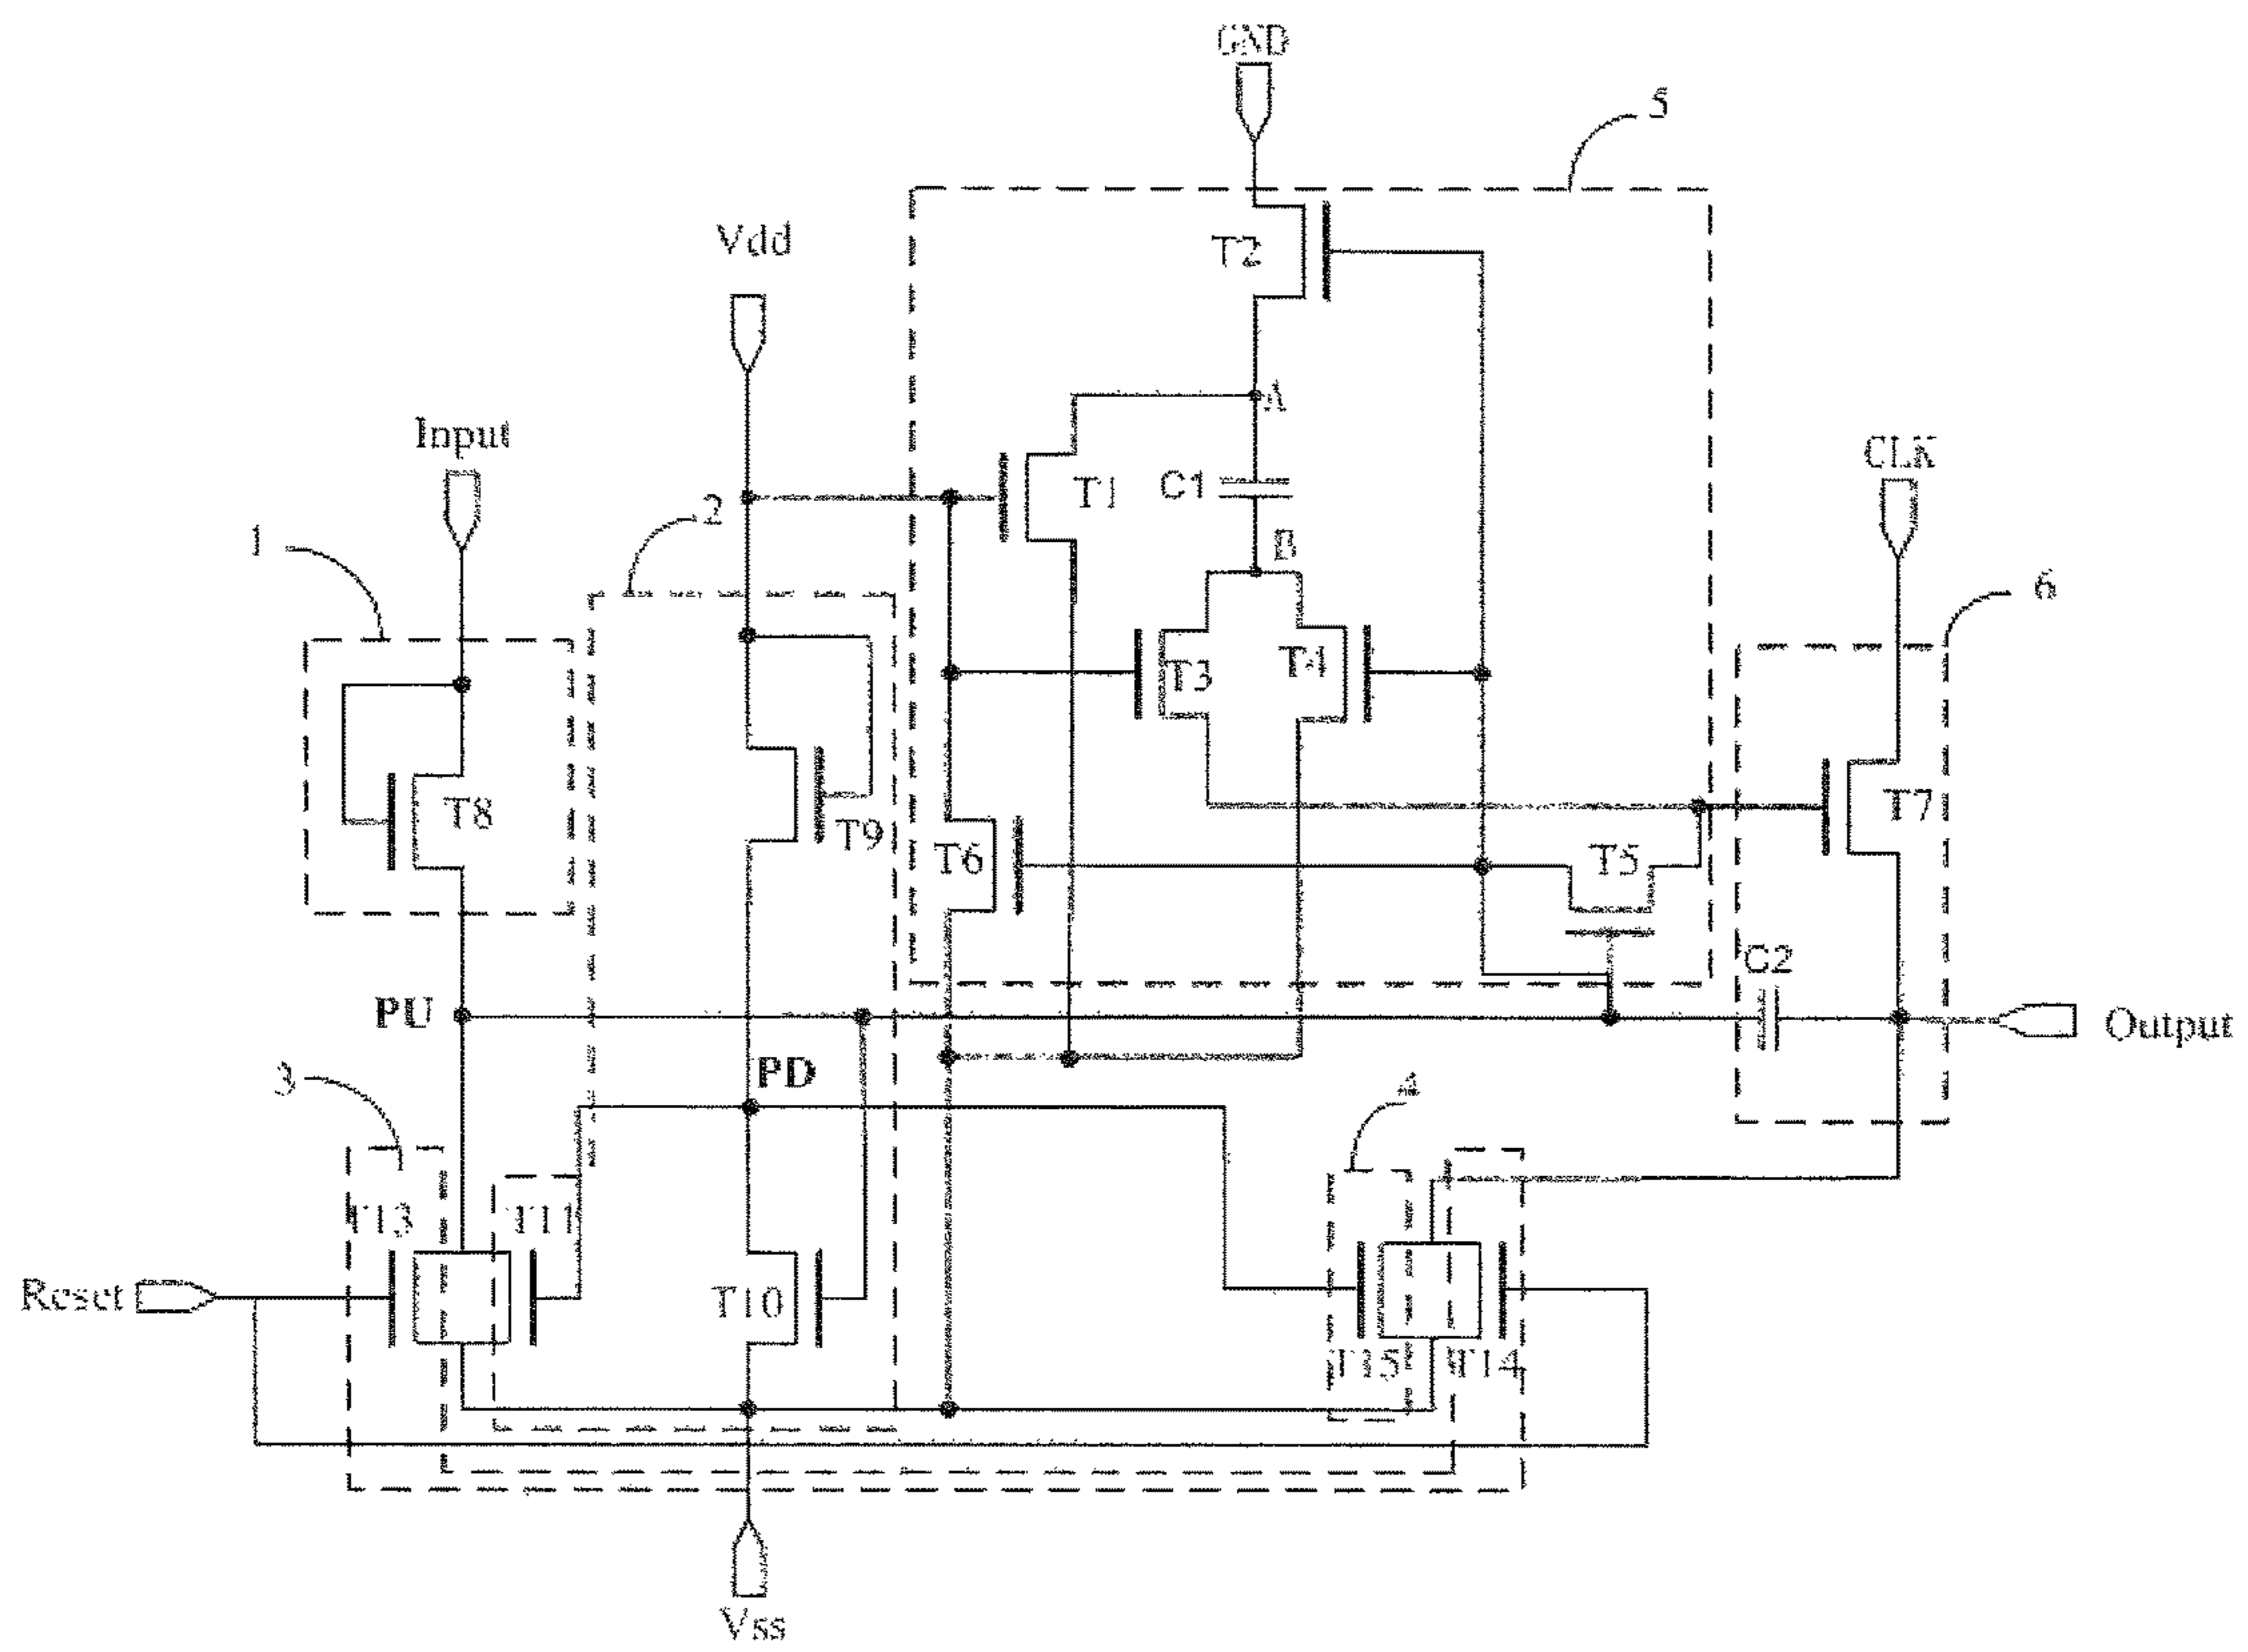 GND
5
Vdd
T2
A
Input
CLK
2
T1
C1
1
B
6
T3
T4
T8
T9
T6
T5
T7
C2
PU
Output
PD
3
4
T13
T11
Reset
T10
T15
T14
Vss